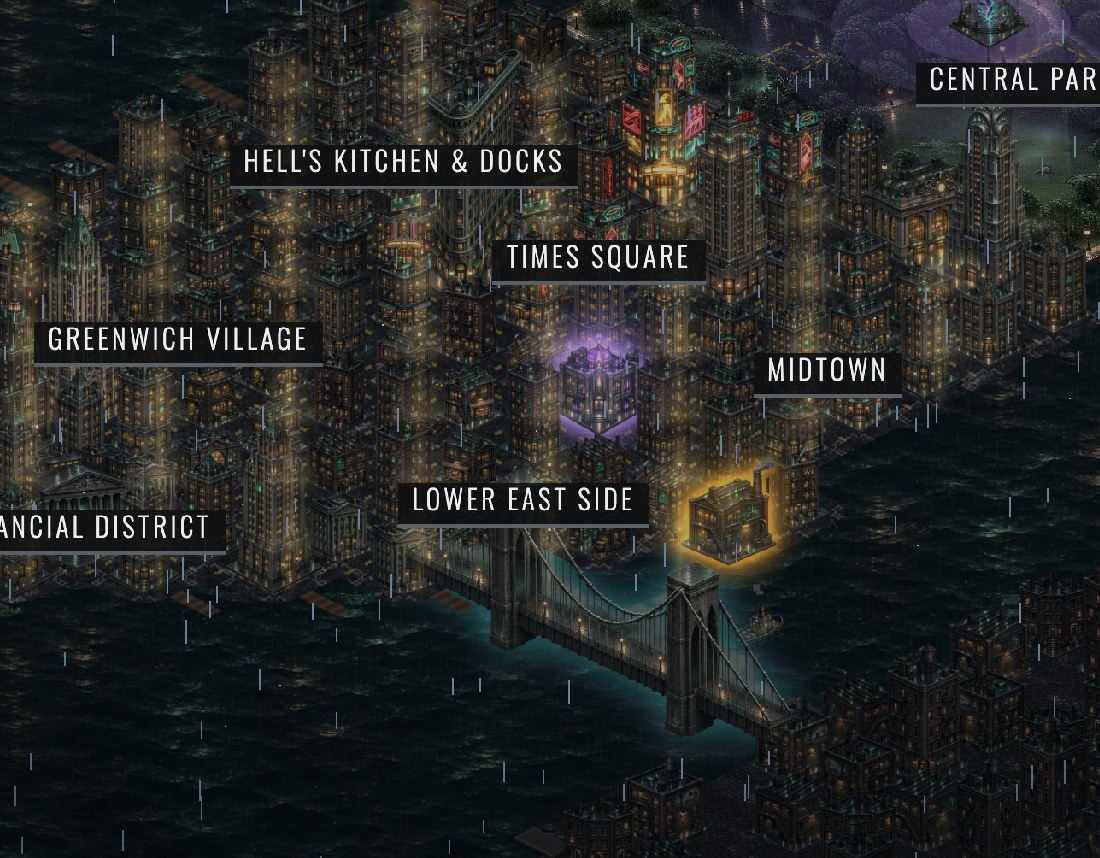 CENTRAL PAR
HELL'S KITCHEN & DOCKS
TIMES SQUARE
GREENWICH VILLAGE
MIDTOWN
LOWER EAST SIDE
ANCIAL DISTRICT